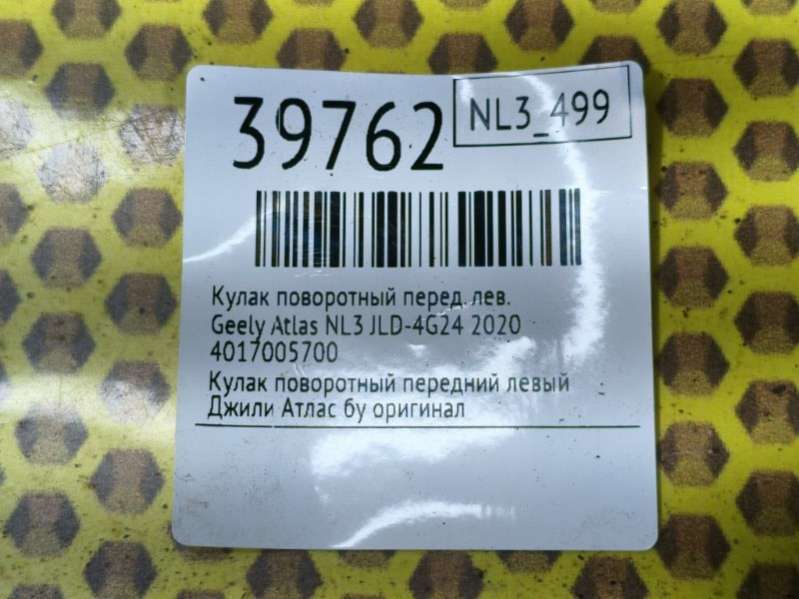 39762
NL3_499
Кулак поворотный перед. лев.
Geely Atlas NL3 JLD-4G24 2020
4017005700
Кулак поворотный передний левый
Джили Атлас бу оригинал